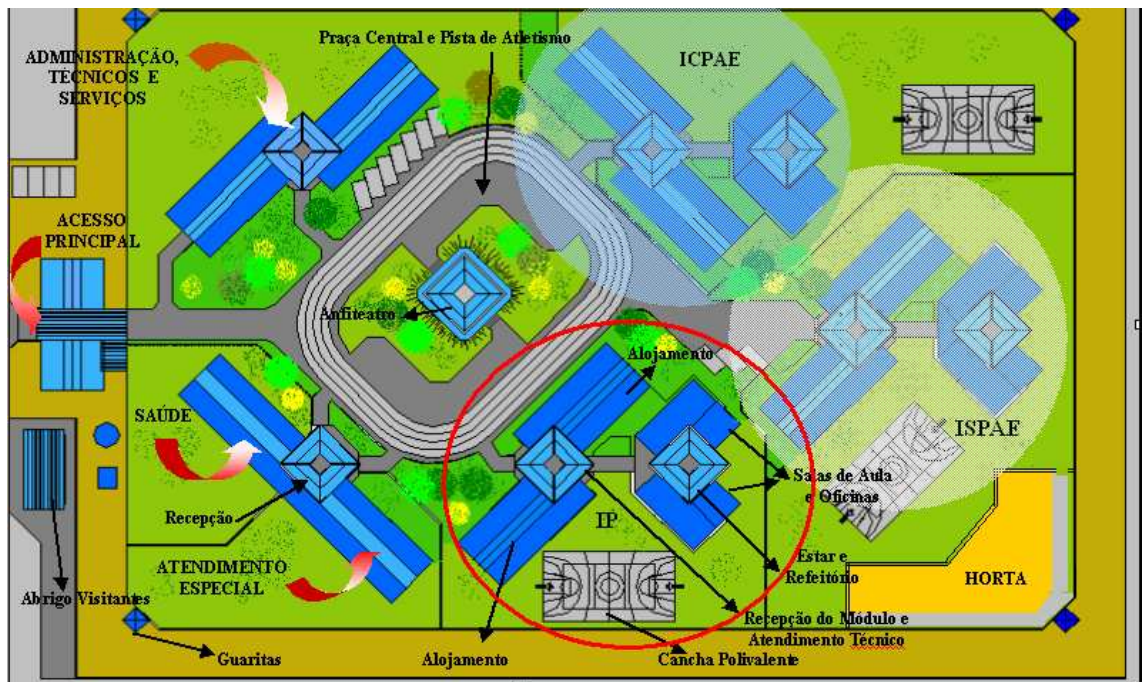 Praça Central e Pista de Atletismo
ADMINISTRAÇÃO,
TÉCNICOS E
SERVIÇOS
ICPAE
ACESSO
PRINCIPAL
Anfiteatro
Alojamento
SAÚDE
ISPAE
Salas de Aula
e Oficinas
Recepção
IP
Estar e
Refeitório
ATENDIMENTO
ESPECIAL
HORTA
Abrigo Visitantes
Recepção do Módulo e
Atendimento Técnico
Guaritas
Alojamento
Cancha Polivalente